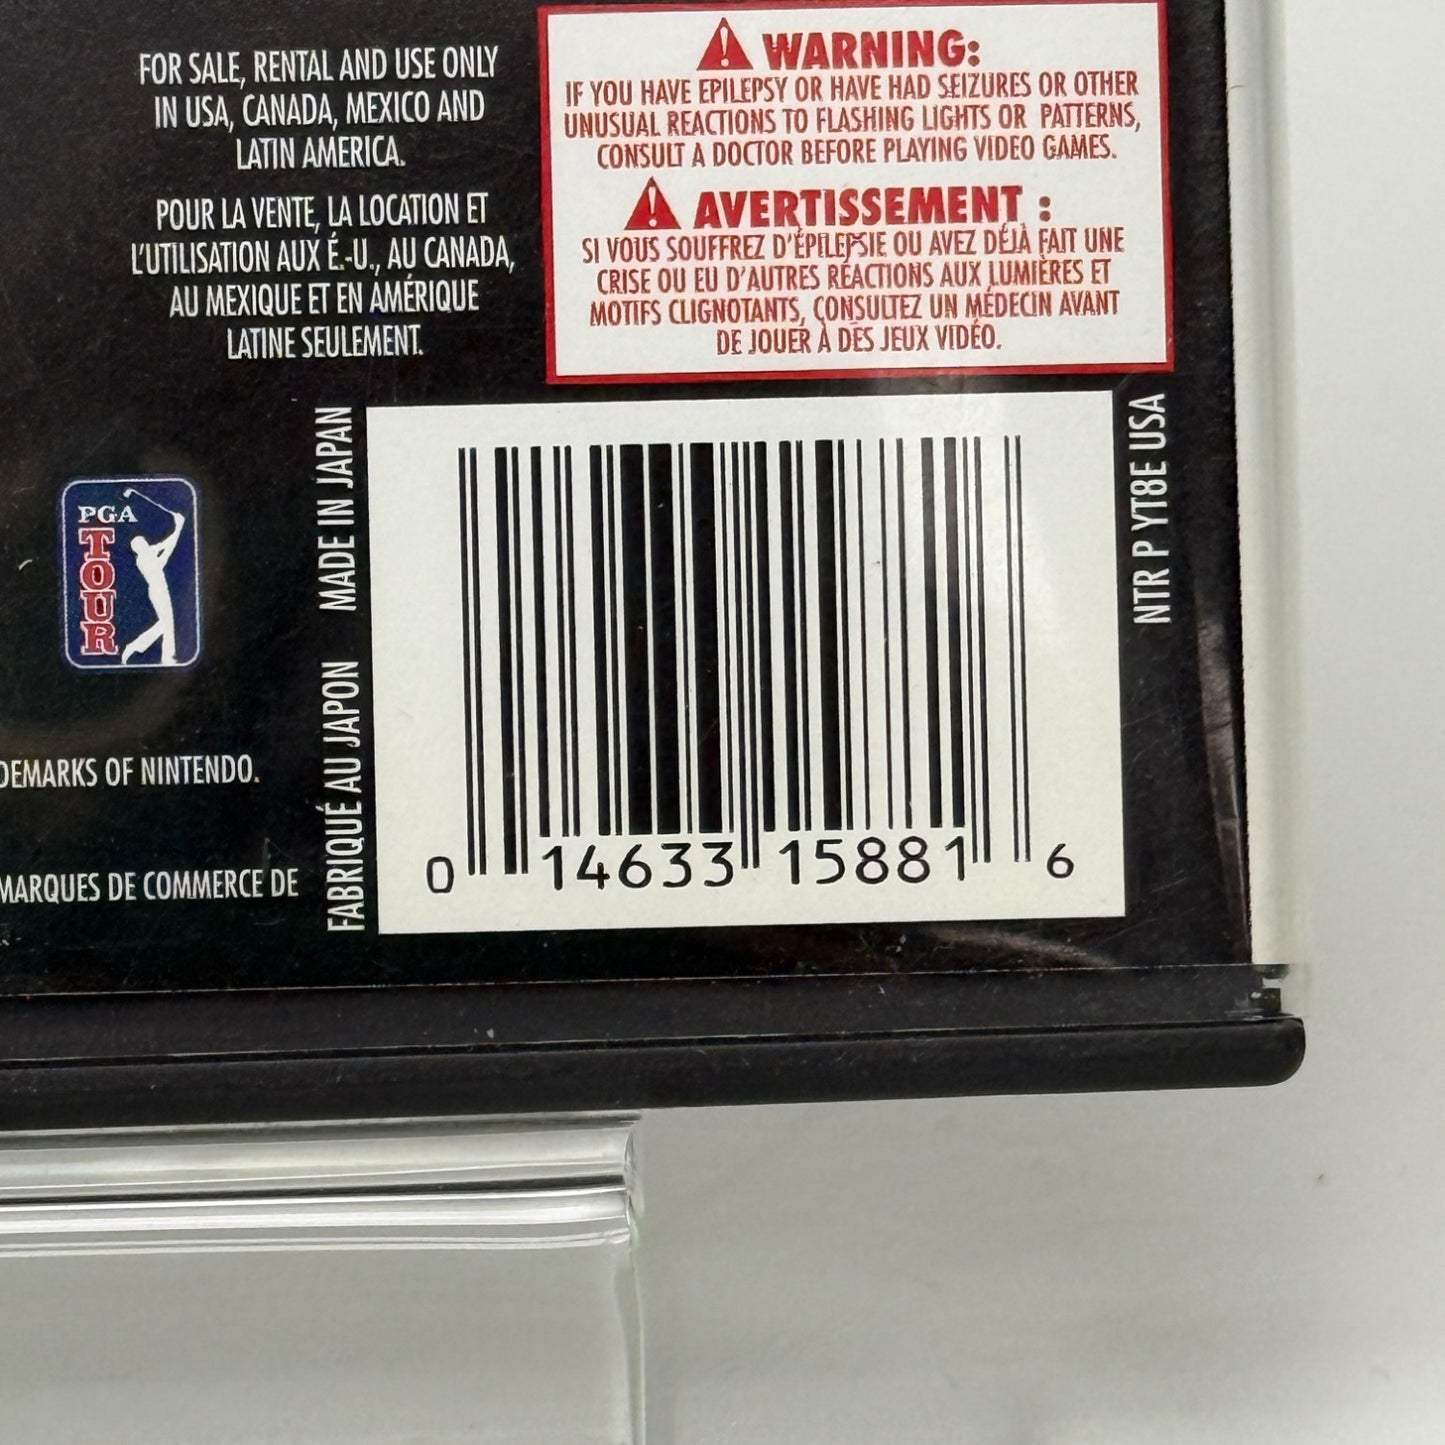 FOR SALE, RENTAL AND USE ONLY
IN USA, CANADA, MEXICO AND
LATIN AMERICA.
POUR LA VENTE, LA LOCATION ET
L'UTILISATION AUX É.-U., AU CANADA,
AU MEXIQUE ET EN AMÉRIQUE
LATINE SEULEMENT.
WARNING:
IF YOU HAVE EPILEPSY OR HAVE HAD SEIZURES OR OTHER
UNUSUAL REACTIONS TO FLASHING LIGHTS OR PATTERNS,
CONSULT A DOCTOR BEFORE PLAYING VIDEO GAMES.
AVERTISSEMENT :
SI VOUS SOUFFREZ D'ÉPILEPSIE OU AVEZ DÉJÀ FAIT UNE
CRISE OU EU D'AUTRES RÉACTIONS AUX LUMIÈRES ET
MOTIFS CLIGNOTANTS, CONSULTEZ UN MÉDECIN AVANT
DE JOUER À DES JEUX VIDÉO.
PGA
TOUR
DEMARKS OF NINTENDO.
MARQUES DE COMMERCE DE
FABRIQUÉ AU JAPON MADE IN JAPAN
0 14633 15881 6
NTR P YT8E USA